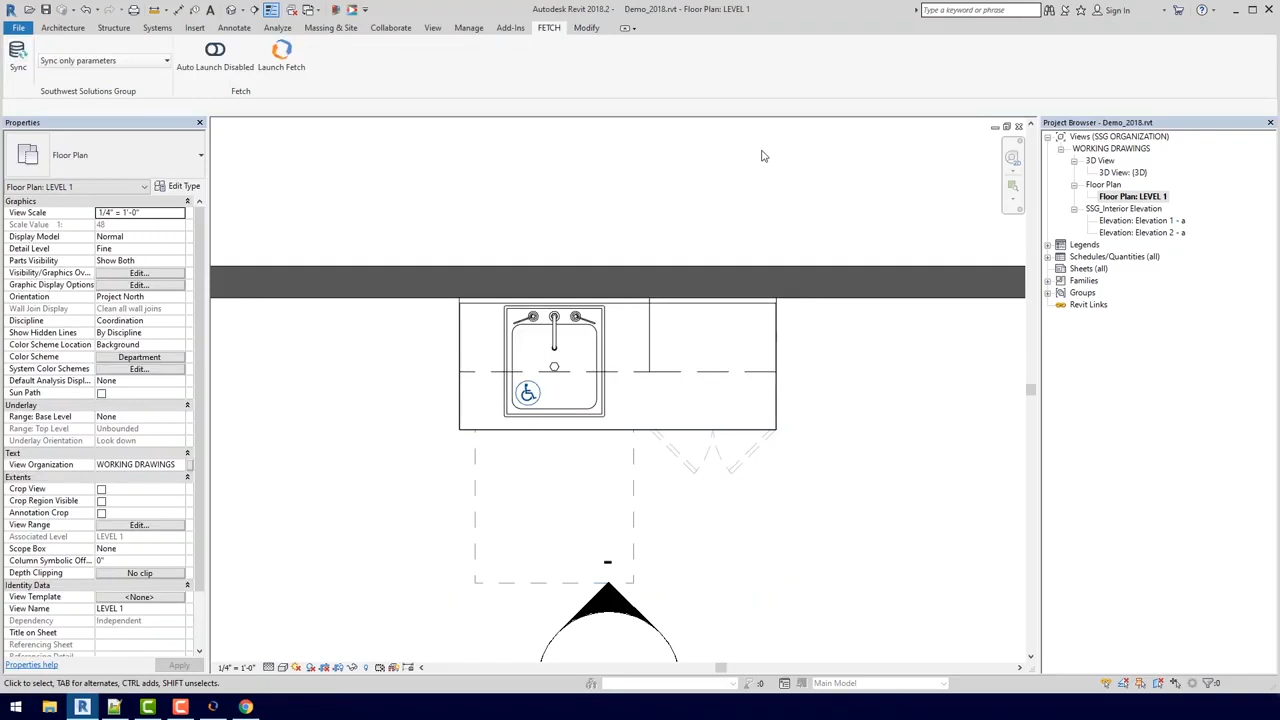 Autodesk Revit 2018.2 - Demo_2018.rvt - Floor Plan: LEVEL 1
Type a keyword or phrase
Sign In
File Architecture Structure Systems Insert Annotate Analyze Massing & Site Collaborate View Manage Add-Ins FETCH Modify
Sync
Sync only parameters
Auto Launch Disabled
Launch Fetch
Southwest Solutions Group
Fetch
Properties
Floor Plan
Floor Plan: LEVEL 1
Edit Type
Graphics
View Scale 1/4" = 1'-0"
Scale Value 1: 48
Display Model Normal
Detail Level Fine
Parts Visibility Show Both
Visibility/Graphics Ov... Edit...
Graphic Display Options Edit...
Orientation Project North
Wall Join Display Clean all wall joins
Discipline Coordination
Show Hidden Lines By Discipline
Color Scheme Location Background
Color Scheme Department
System Color Schemes Edit...
Default Analysis Displ... None
Sun Path
Underlay
Range: Base Level None
Range: Top Level Unbounded
Underlay Orientation Look down
Text
View Organization WORKING DRAWINGS
Extents
Crop View
Crop Region Visible
Annotation Crop
View Range Edit...
Associated Level LEVEL 1
Scope Box None
Column Symbolic Off... 0"
Depth Clipping No clip
Identity Data
View Template <None>
View Name LEVEL 1
Dependency Independent
Title on Sheet
Referencing Sheet
Properties help
Apply
Project Browser - Demo_2018.rvt
Views (SSG ORGANIZATION)
WORKING DRAWINGS
3D View
3D View: {3D}
Floor Plan
Floor Plan: LEVEL 1
SSG_Interior Elevation
Elevation: Elevation 1 - a
Elevation: Elevation 2 - a
Legends
Schedules/Quantities (all)
Sheets (all)
Families
Groups
Revit Links
1/4" = 1'-0"
Click to select, TAB for alternates, CTRL adds, SHIFT unselects.
:0
Main Model
:0